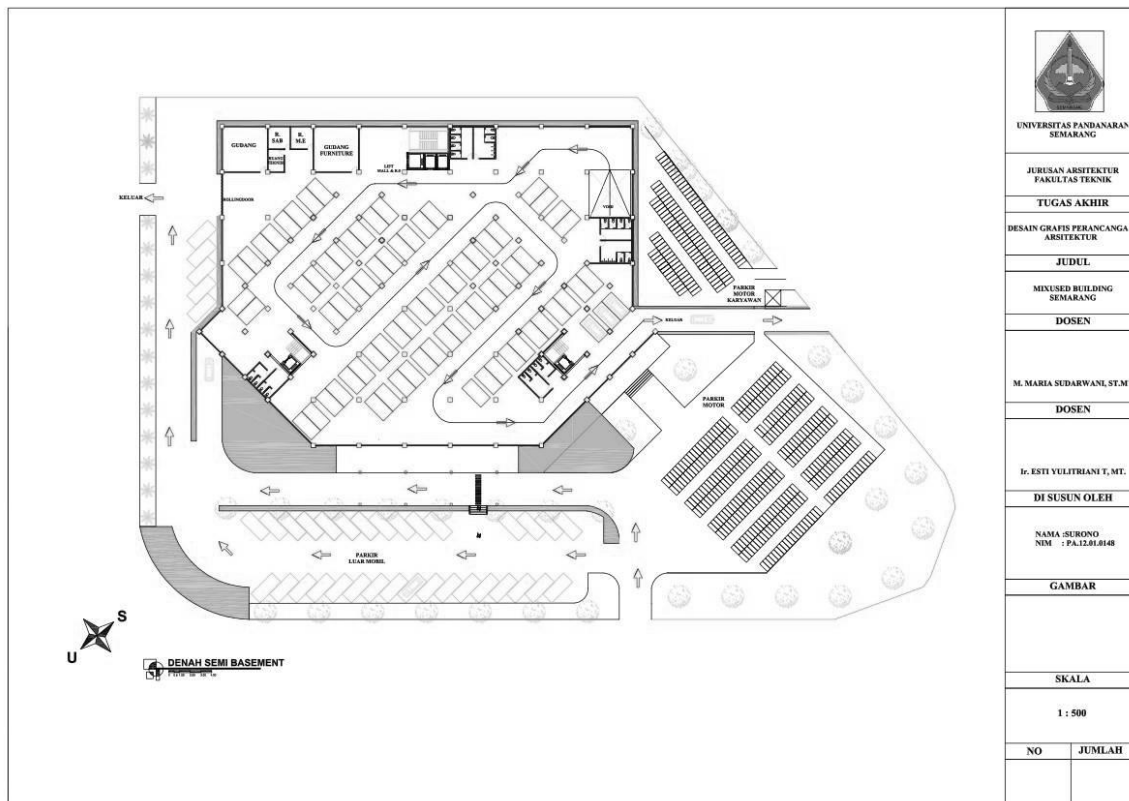 GUDANG
R. SAB
R. M.E
GUDANG
FURNITURE
LIFT
KELUAR
ROLLINGDOOR
VOID
PARKIR
MOTOR
KARYAWAN
KELUAR
PARKIR
MOTOR
PARKIR
LUAR MOBIL
S
U
DENAH SEMI BASEMENT
UNIVERSITAS PANDANARAN
SEMARANG
JURUSAN ARSITEKTUR
FAKULTAS TEKNIK
TUGAS AKHIR
DESAIN GRAFIS PERANCANGA
ARSITEKTUR
JUDUL
MIXUSED BUILDING
SEMARANG
DOSEN
M. MARIA SUDARWANI, ST.M
DOSEN
Ir. ESTI YULITRIANI T, MT.
DI SUSUN OLEH
NAMA :SURONO
NIM : PA.12.01.0148
GAMBAR
SKALA
1 : 500
NO JUMLAH